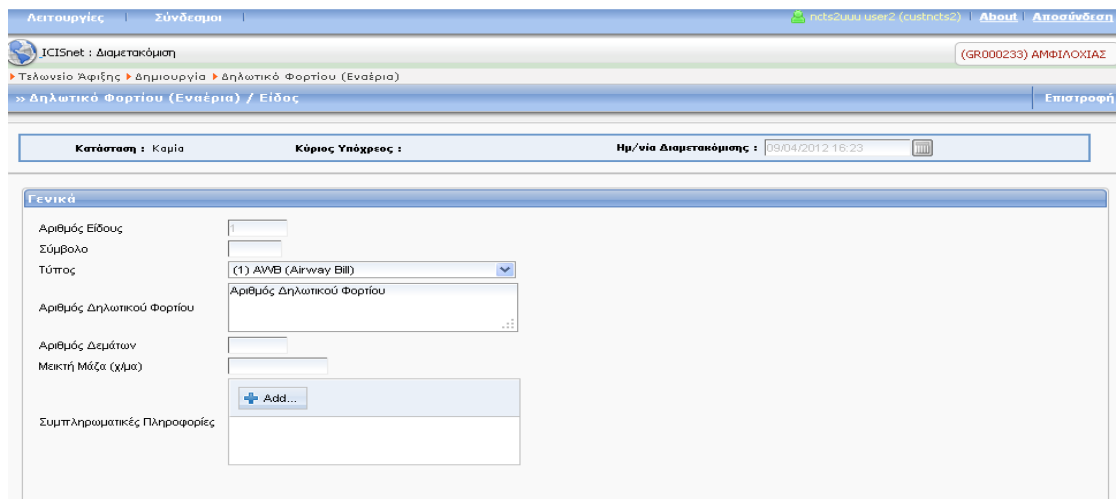 Λειτουργίες | Σύνδεσμοι |
ncts2uuu user2 (custncts2) | About | Αποσύνδεση
ICISnet : Διαμετακόμιση
(GR000233) ΑΜΦΙΛΟΧΙΑΣ
Τελωνείο Άφιξης Δημιουργία Δηλωτικό Φορτίου (Εναέρια)
» Δηλωτικό Φορτίου (Εναέρια) / Είδος
Επιστροφή
Κατάσταση : Καμία Κύριος Υπόχρεος : Ημ/νία Διαμετακόμισης : 09/04/2012 16:23
Γενικά
Αριθμός Είδους 1
Σύμβολο
Τύπος (1) AWB (Airway Bill)
Αριθμός Δηλωτικού Φορτίου Αριθμός Δηλωτικού Φορτίου
Αριθμός Δεμάτων
Μεικτή Μάζα (χ/μα)
Add...
Συμπληρωματικές Πληροφορίες